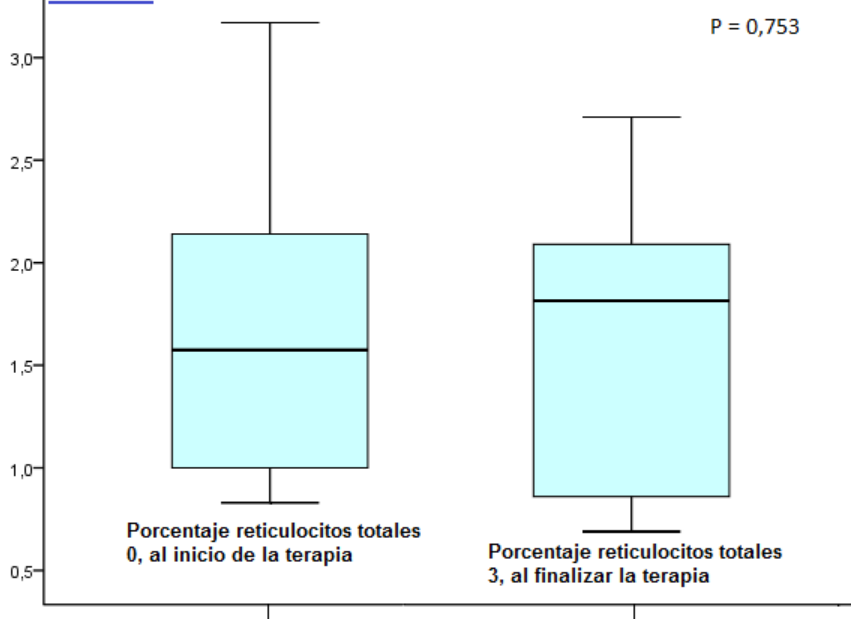 P = 0,753
3,0
2,5
2,0
1,5
1,0
0,5
Porcentaje reticulocitos totales
0, al inicio de la terapia
Porcentaje reticulocitos totales
3, al finalizar la terapia